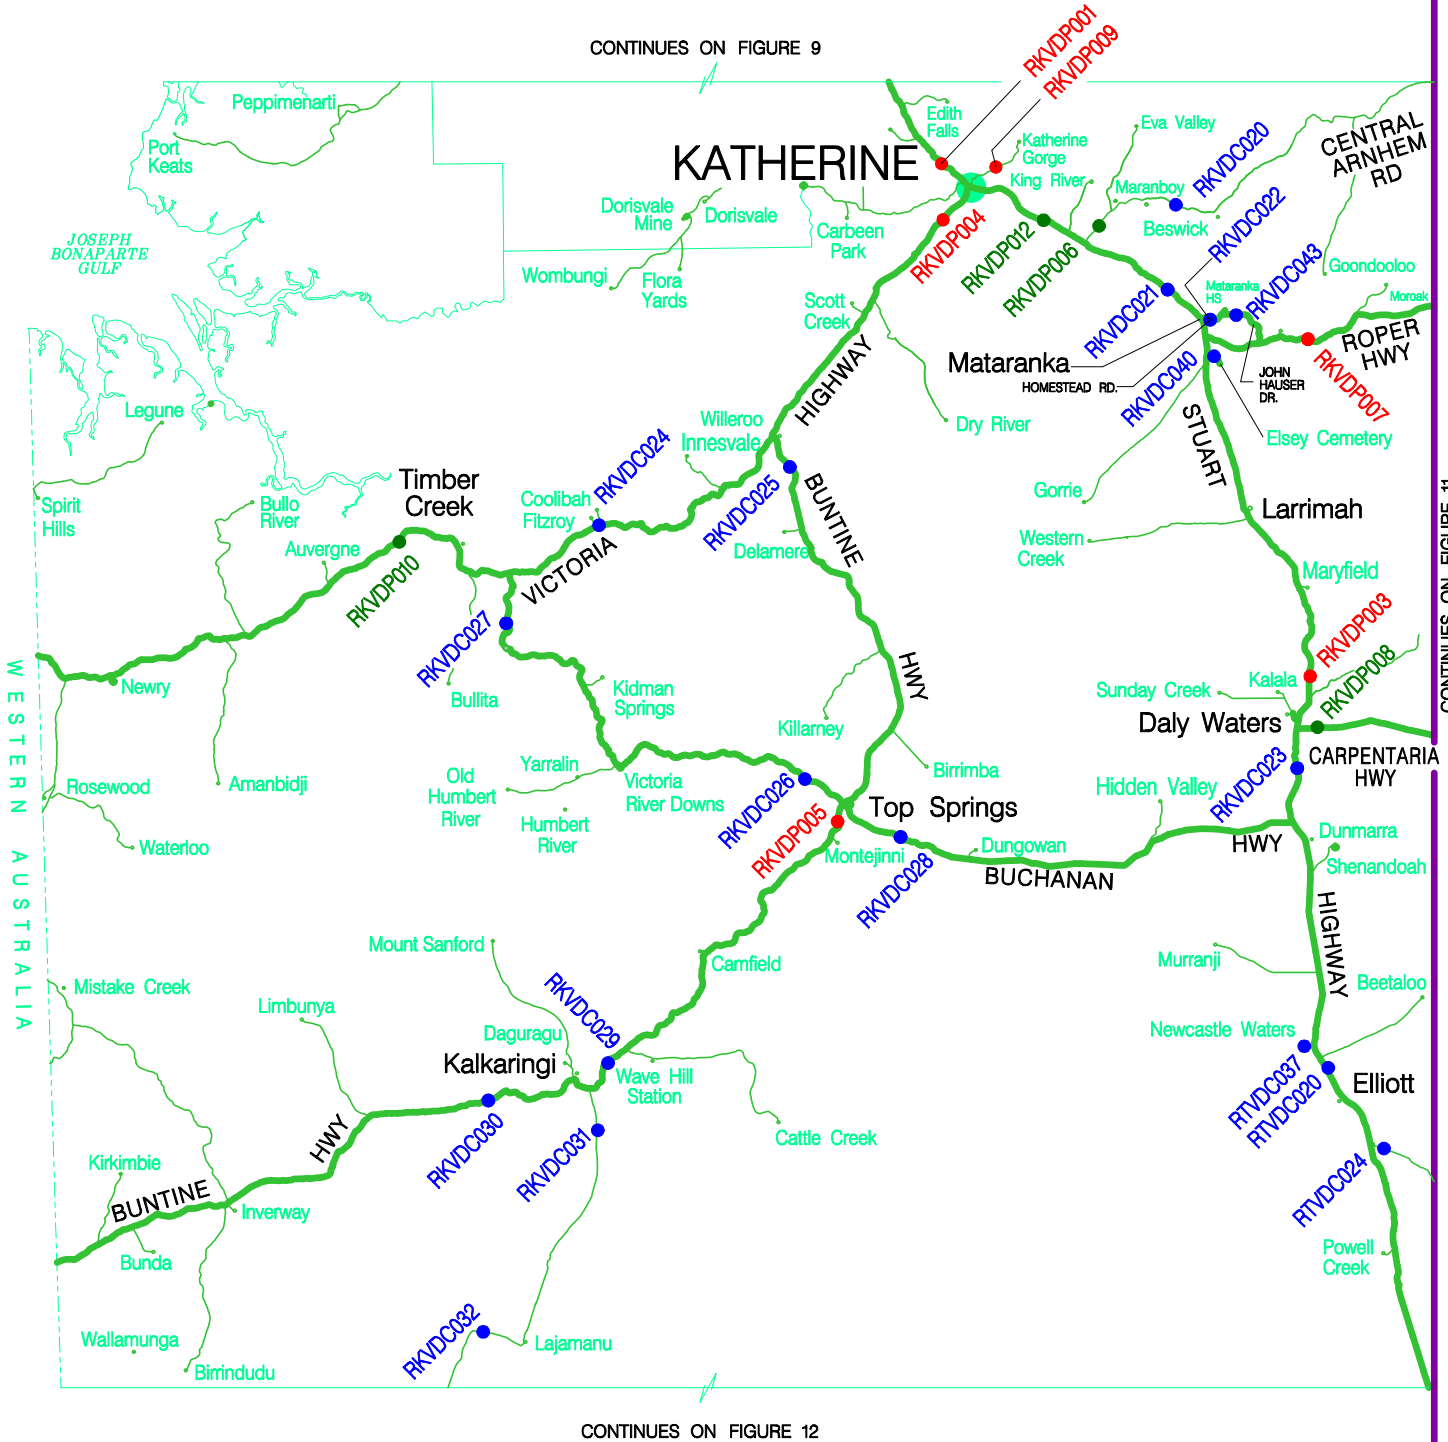 CONTINUES ON FIGURE 9
RKVDP001
RKVDP009
Peppimenarti
Port
Keats
Edith
Falls
Katherine
Gorge
King River
Eva Valley
RKVDC020
CENTRAL
ARNHEM
RD
KATHERINE
Maranboy
Beswick
RKVDC022
Dorisvale
Mine
Dorisvale
Carbeen
Park
RKVDP004
RKVDP012
RKVDP006
JOSEPH
BONAPARTE
GULF
Wombungi
Flora
Yards
Scott
Creek
RKVDC021
Mataranka
HS
RKVDC043
Goondooloo
Moroak
ROPER
HWY
HIGHWAY
Mataranka
HOMESTEAD RD.
RKVDC040
JOHN
HAUSER
DR.
RKVDP007
Legune
Willeroo
Innesvale
Dry River
STUART
Elsey Cemetery
Timber
Creek
RKVDC024
RKVDC025
BUNTINE
Spirit
Hills
Bullo
River
Coolibah
Fitzroy
Gorrie
Larrimah
CONTINUES ON FIGURE 11
Auvergne
RKVDP010
VICTORIA
Delamere
Western
Creek
Maryfield
RKVDC027
RKVDP003
RKVDP008
WESTERN AUSTRALIA
Newry
Bullita
Kidman
Springs
HWY
Killarney
Sunday Creek
Kalala
Daly Waters
CARPENTARIA
HWY
Rosewood
Amanbidji
Old
Humbert
River
Yarralin
Victoria
River Downs
RKVDC026
Birrimba
Hidden Valley
RKVDC023
Waterloo
Humbert
River
RKVDP005
Top Springs
Montejinni
RKVDC028
Dungowan
BUCHANAN
HWY
Dunmarra
Shenandoah
HIGHWAY
Mount Sanford
Camfield
Murranji
Beetaloo
Mistake Creek
Limbunya
RKVDC029
Daguragu
Newcastle Waters
Kalkaringi
Wave Hill
Station
RTVDC037
RTVDC020
Elliott
RKVDC030
RKVDC031
Cattle Creek
HWY
Kirkimbie
BUNTINE
Inverway
RTVDC024
Bunda
Powell
Creek
Wallamunga
RKVDC032
Lajamanu
Birrindudu
CONTINUES ON FIGURE 12